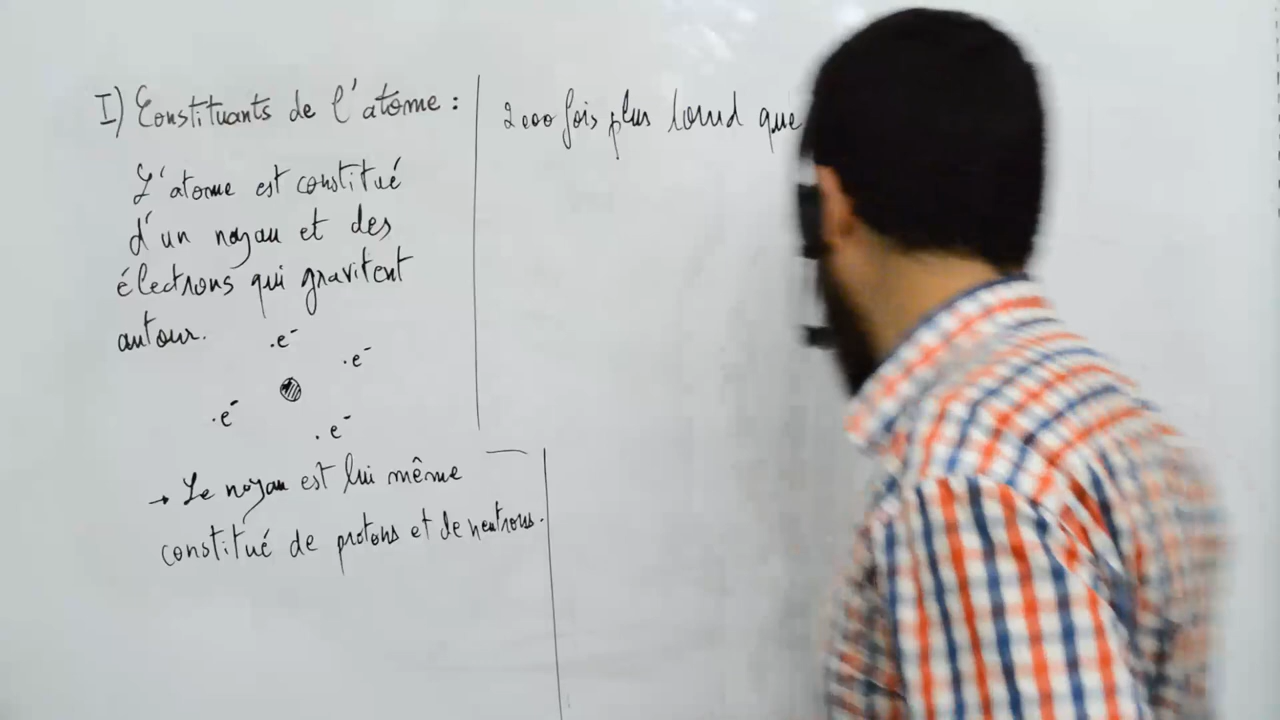 I) Constituants de l'atome :
L'atome est constitué
d'un noyau et des
électrons qui gravitent
autour.
.e⁻
.e⁻
.e⁻
.e⁻
→ Le noyau est lui même
constitué de protons et de neutrons.
2000 fois plus lourd que